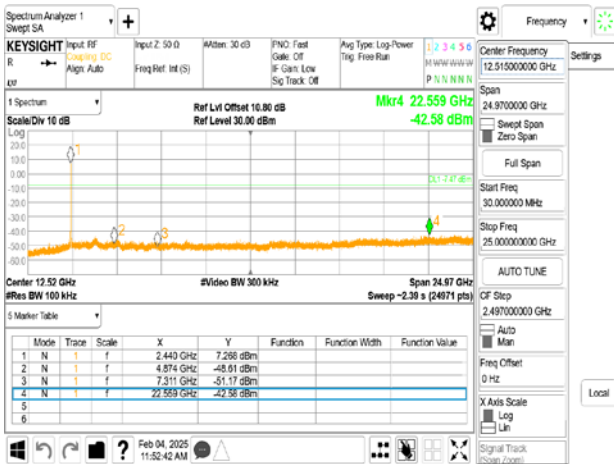 Spectrum Analyzer 1
Swept SA
+
Frequency
Settings
KEYSIGHT
R
Input: RF
Coupling: DC
Align: Auto
Input Z: 50 Ω
Freq Ref: Int (S)
#Atten: 30 dB
PNO: Fast
Gate: Off
IF Gain: Low
Sig Track: Off
Avg Type: Log-Power
Trig: Free Run
1 2 3 4 5 6
M W W W W W
P N N N N N
1 Spectrum
Scale/Div 10 dB
Ref Lvl Offset 10.80 dB
Ref Level 30.00 dBm
Mkr4 22.559 GHz
-42.58 dBm
Log
20.0
10.0
0.00
-10.0
-20.0
-30.0
-40.0
-50.0
-60.0
1
2
3
4
Center 12.52 GHz
#Res BW 100 kHz
#Video BW 300 kHz
Span 24.97 GHz
Sweep ~2.39 s (24971 pts)
5 Marker Table
Mode Trace Scale X Y Function Function Width Function Value
1 N 1 f 2.440 GHz 7.268 dBm
2 N 1 f 4.874 GHz -48.61 dBm
3 N 1 f 7.311 GHz -51.17 dBm
4 N 1 f 22.559 GHz -42.58 dBm
5
6
Feb 04, 2025
11:52:42 AM
Center Frequency
12.515000000 GHz
Span
24.9700000 GHz
Swept Span
Zero Span
Full Span
Start Freq
30.000000 MHz
Stop Freq
25.000000000 GHz
AUTO TUNE
CF Step
2.497000000 GHz
Auto
Man
Freq Offset
0 Hz
X Axis Scale
Log
Lin
Signal Track
(Span Zoom)
Local